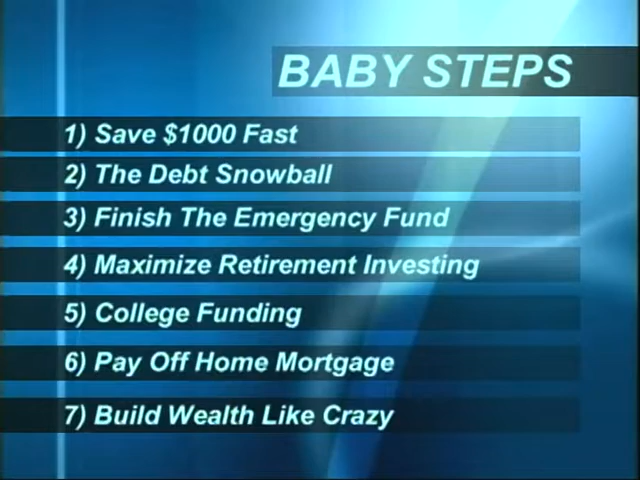 BABY STEPS
1) Save $1000 Fast
2) The Debt Snowball
3) Finish The Emergency Fund
4) Maximize Retirement Investing
5) College Funding
6) Pay Off Home Mortgage
7) Build Wealth Like Crazy